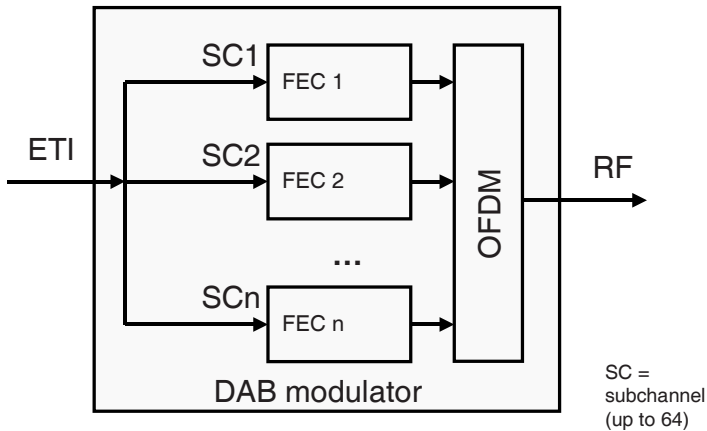 SC1
FEC 1
ETI
SC2
FEC 2
RF
OFDM
...
SCn
FEC n
DAB modulator
SC =
subchannel
(up to 64)